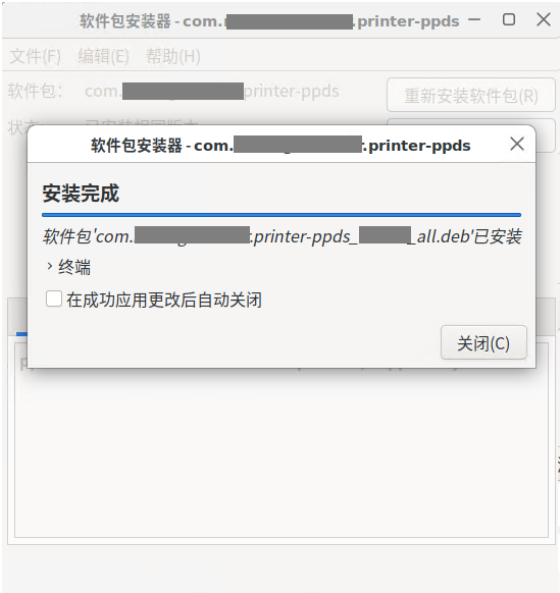 软件包安装器 - com. .printer-ppds
文件(F) 编辑(E) 帮助(H)
软件包： com. printer-ppds 重新安装软件包(R)
软件包安装器 - com. .printer-ppds
安装完成
软件包'com. .printer-ppds_ _all.deb'已安装
终端
在成功应用更改后自动关闭
关闭(C)